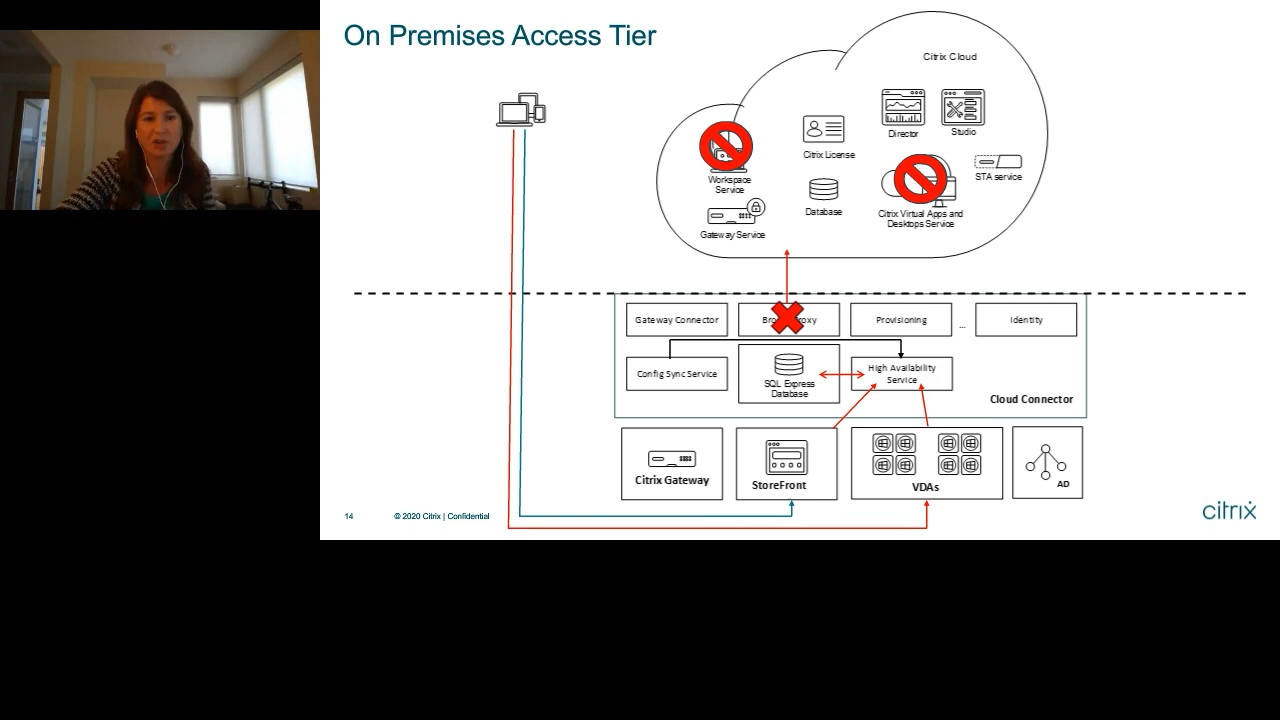 On Premises Access Tier
Citrix Cloud
Director
Studio
Citrix License
STA service
Workspace
Service
Database
Citrix Virtual Apps and
Desktops Service
Gateway Service
Gateway Connector
Provisioning
...
Identity
Config Sync Service
SQL Express
Database
High Availability
Service
Cloud Connector
Citrix Gateway
StoreFront
VDAs
AD
14
© 2020 Citrix | Confidential
citrix